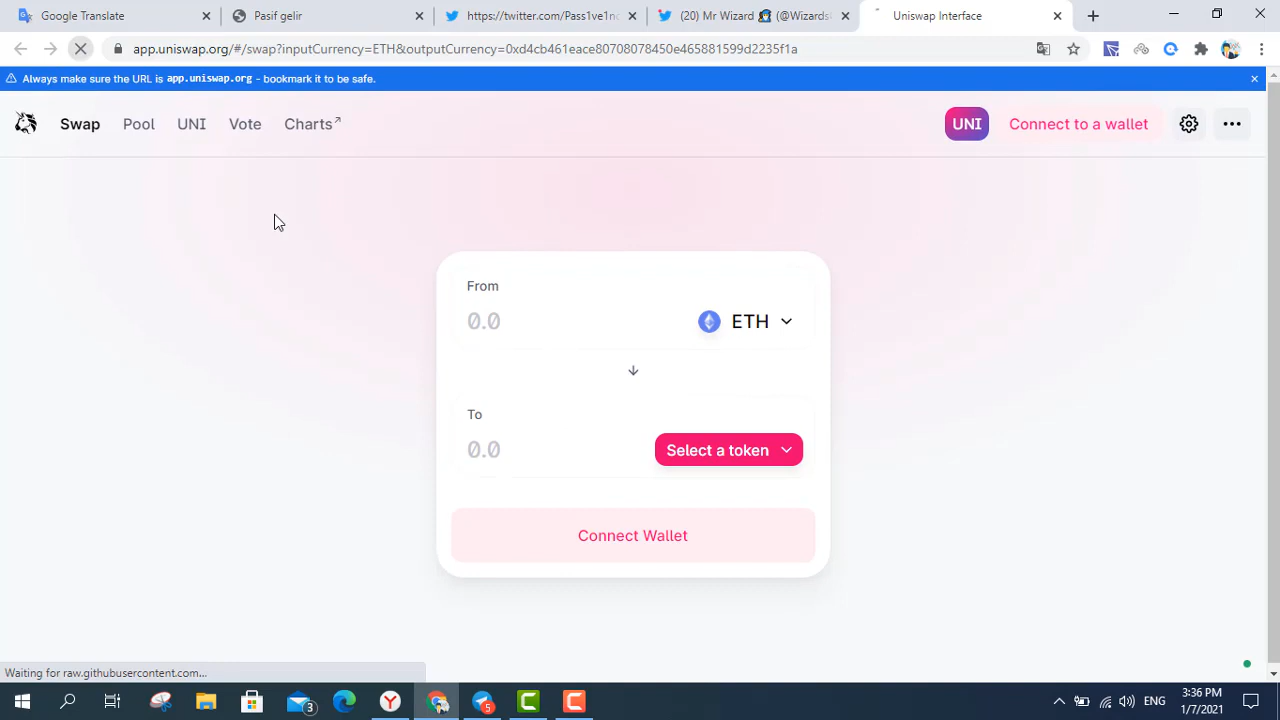 Google Translate
Pasif gelir
https://twitter.com/Pass1ve1nc
(20) Mr Wizard (@Wizards
Uniswap Interface
app.uniswap.org/#/swap?inputCurrency=ETH&outputCurrency=0xd4cb461eace80708078450e465881599d2235f1a
Always make sure the URL is app.uniswap.org - bookmark it to be safe.
Swap
Pool
UNI
Vote
Charts↗
UNI
Connect to a wallet
From
0.0
ETH
To
0.0
Select a token
Connect Wallet
Waiting for raw.githubusercontent.com...
3
5
ENG
3:36 PM
1/7/2021